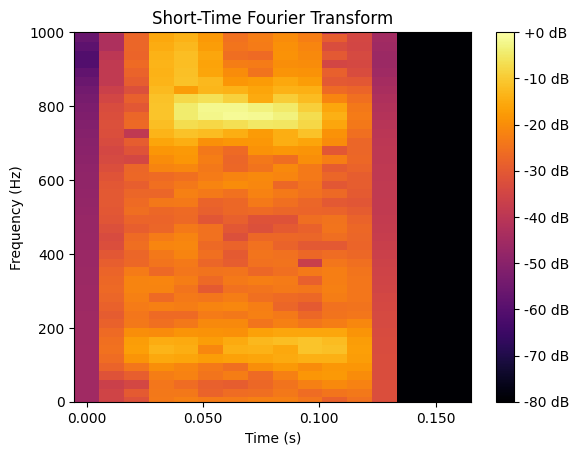 Short-Time Fourier Transform
1000
800
600
400
200
0
Frequency (Hz)
0.000
0.050
0.100
0.150
Time (s)
+0 dB
-10 dB
-20 dB
-30 dB
-40 dB
-50 dB
-60 dB
-70 dB
-80 dB